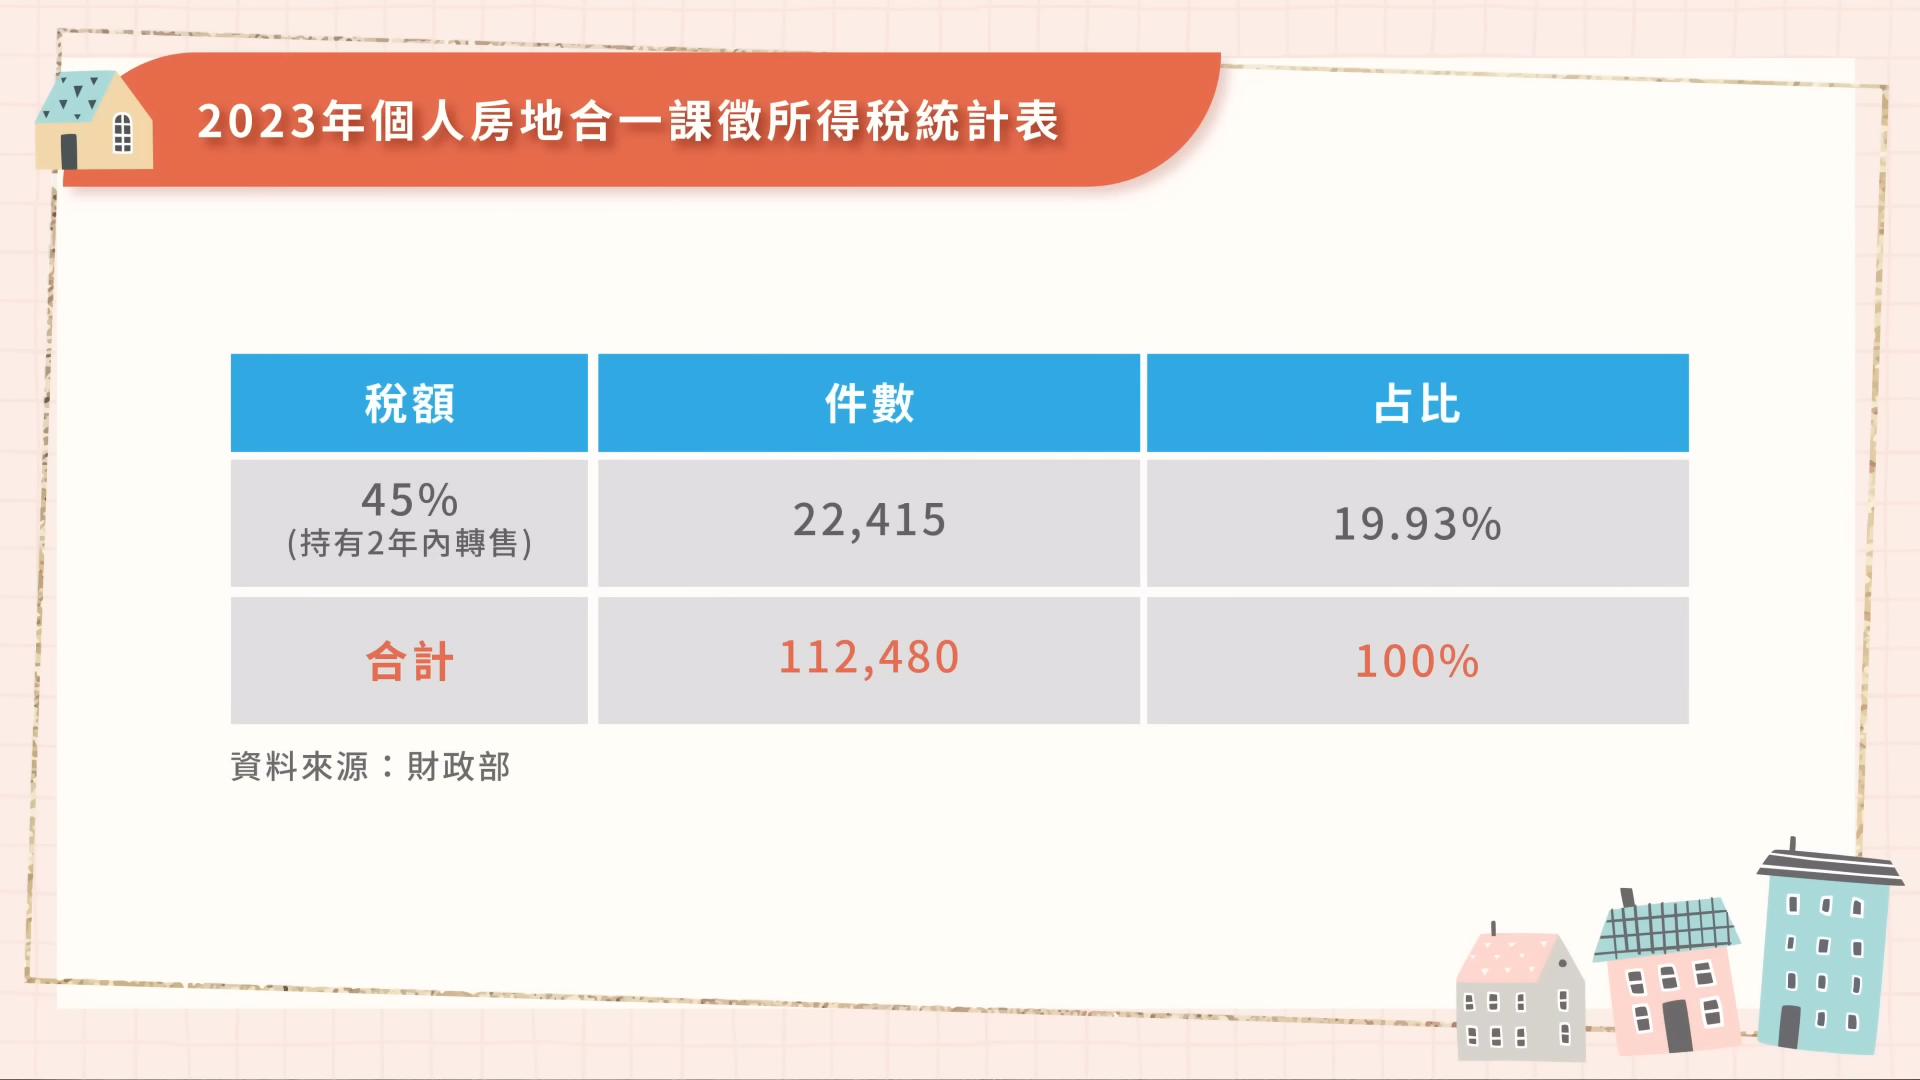 2023年個人房地合一課徵所得稅統計表
稅額 件數 占比
45%
(持有2年內轉售)
22,415
19.93%
合計 112,480 100%
資料來源：財政部